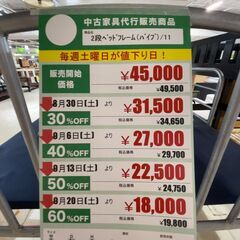 中古家具代行販売商品
商品名
2段ベッドフレーム(パイプ)/11
毎週土曜日が値下り日!
販売開始価格 ¥45,000
税込価格 ¥49,500
8月30日(土)より ¥31,500
30%OFF 税込価格 ¥34,650
9月6日(土)より ¥27,000
40%OFF 税込価格 ¥29,700
9月13日(土)より ¥22,500
50%OFF 税込価格 ¥24,750
9月20日(土)より ¥18,000
60%OFF 税込価格 ¥19,800